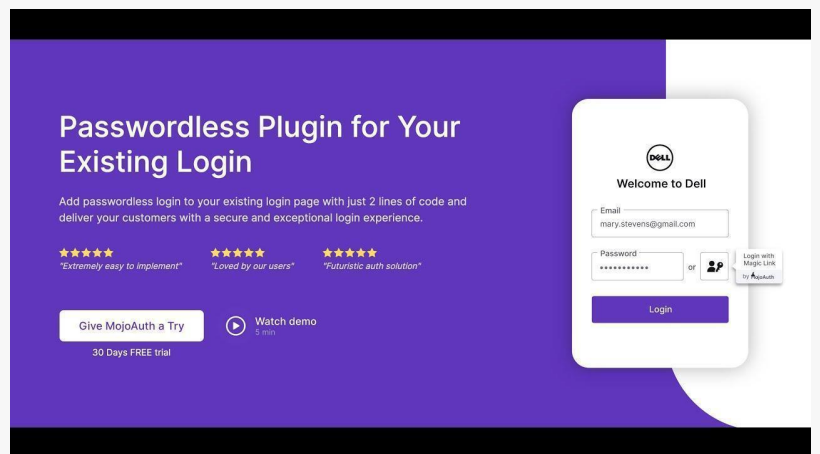 Passwordless Plugin for Your
Existing Login
Add passwordless login to your existing login page with just 2 lines of code and
deliver your customers with a secure and exceptional login experience.
"Extremely easy to implement"
"Loved by our users"
"Futuristic auth solution"
Give MojoAuth a Try
30 Days FREE trial
Watch demo
5 min
DELL
Welcome to Dell
Email
mary.stevens@gmail.com
Password
or
Login with
Magic Link
by MojoAuth
Login